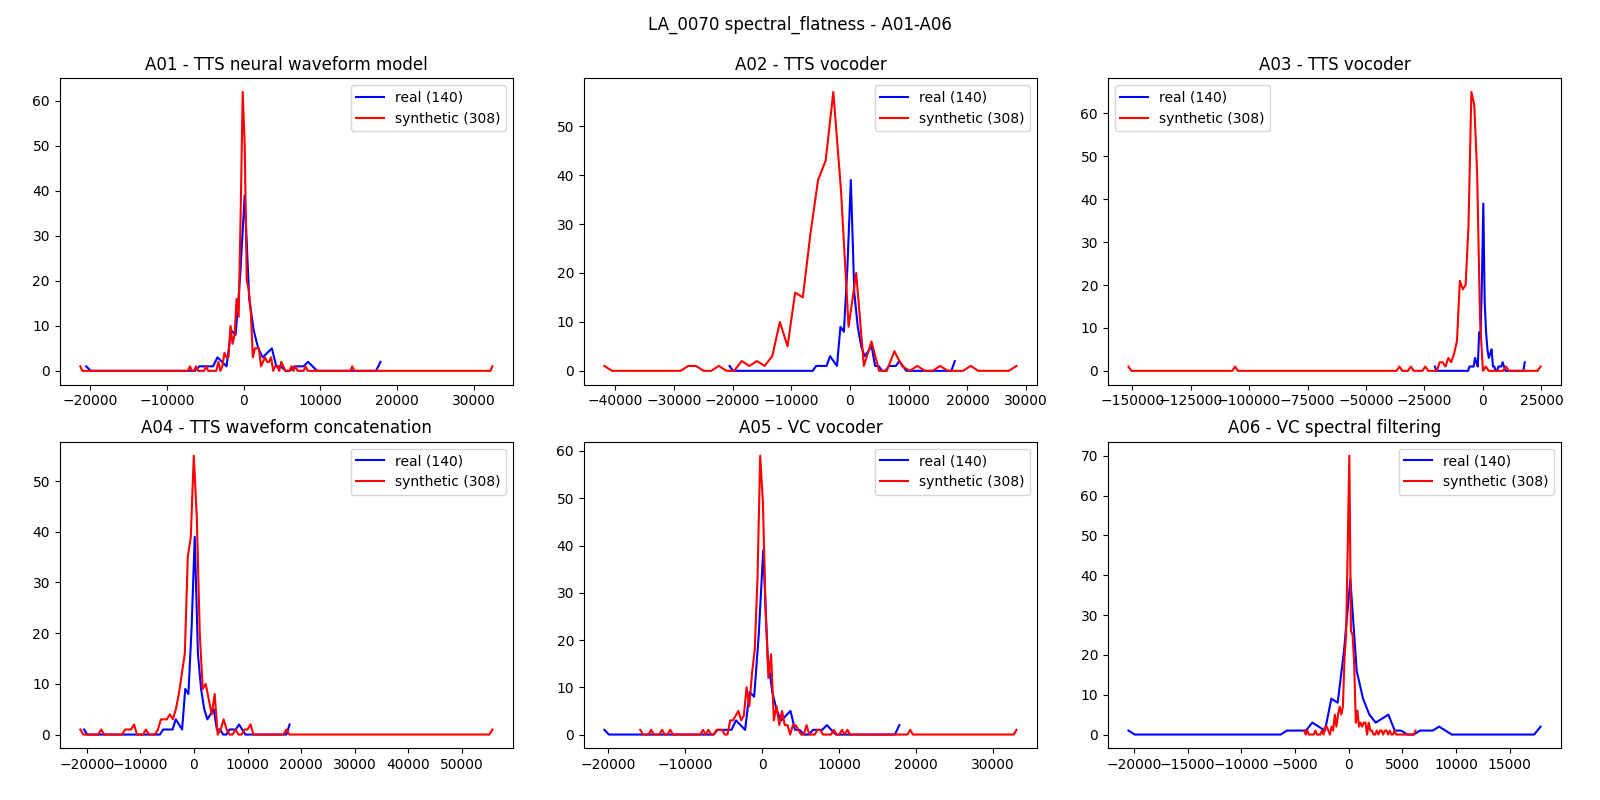 LA_0070 spectral_flatness - A01-A06
A01 - TTS neural waveform model
real (140)
synthetic (308)
60
50
40
30
20
10
0
−20000 −10000 0 10000 20000 30000
A02 - TTS vocoder
real (140)
synthetic (308)
50
40
30
20
10
0
−40000 −30000 −20000 −10000 0 10000 20000 30000
A03 - TTS vocoder
real (140)
synthetic (308)
60
50
40
30
20
10
0
−150000 −125000 −100000 −75000 −50000 −25000 0 25000
A04 - TTS waveform concatenation
real (140)
synthetic (308)
50
40
30
20
10
0
−20000 −10000 0 10000 20000 30000 40000 50000
A05 - VC vocoder
real (140)
synthetic (308)
60
50
40
30
20
10
0
−20000 −10000 0 10000 20000 30000
A06 - VC spectral filtering
real (140)
synthetic (308)
70
60
50
40
30
20
10
0
−20000 −15000 −10000 −5000 0 5000 10000 15000